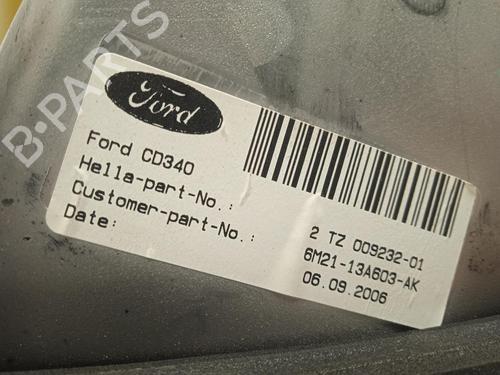 B-PARTS
Ford
Ford CD340
Hella-part-No.: 2 TZ 009232-01
Customer-part-No.: 6M21-13A603-AK
Date: 06.09.2006